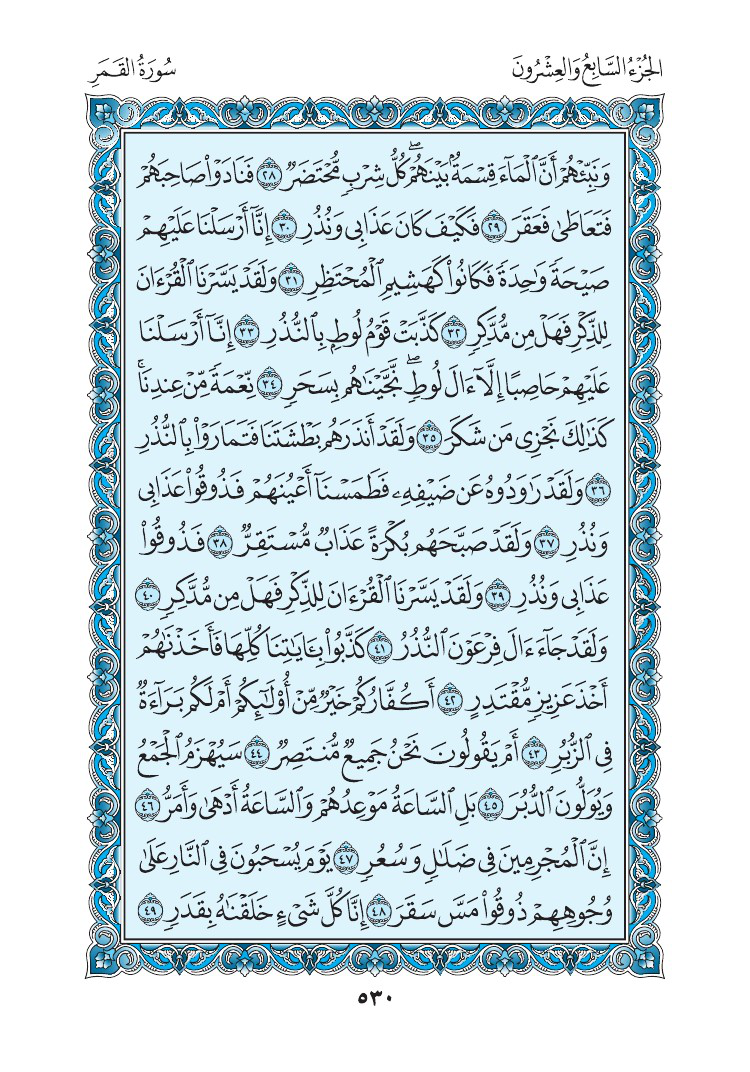 الجُزْءُ السَّابِعُ وَالعِشْرُونَ
سُورَةُ القَمَرِ
وَنَبِّئْهُمْ أَنَّ ٱلْمَآءَ قِسْمَةٌۢ بَيْنَهُمْۖ كُلُّ شِرْبٍ مُّحْتَضَرٌ ٢٨ فَنَادَوْا۟ صَاحِبَهُمْ
فَتَعَاطَىٰ فَعَقَرَ ٢٩ فَكَيْفَ كَانَ عَذَابِى وَنُذُرِ ٣٠ إِنَّآ أَرْسَلْنَا عَلَيْهِمْ
صَيْحَةً وَٰحِدَةً فَكَانُوا۟ كَهَشِيمِ ٱلْمُحْتَظِرِ ٣١ وَلَقَدْ يَسَّرْنَا ٱلْقُرْءَانَ
لِلذِّكْرِ فَهَلْ مِن مُّدَّكِرٍ ٣٢ كَذَّبَتْ قَوْمُ لُوطٍۭ بِٱلنُّذُرِ ٣٣ إِنَّآ أَرْسَلْنَا
عَلَيْهِمْ حَاصِبًا إِلَّآ ءَالَ لُوطٍۖ نَّجَّيْنَٰهُم بِسَحَرٍ ٣٤ نِّعْمَةً مِّنْ عِندِنَاۚ
كَذَٰلِكَ نَجْزِى مَن شَكَرَ ٣٥ وَلَقَدْ أَنذَرَهُم بَطْشَتَنَا فَتَمَارَوْا۟ بِٱلنُّذُرِ
٣٦ وَلَقَدْ رَٰوَدُوهُ عَن ضَيْفِهِۦ فَطَمَسْنَآ أَعْيُنَهُمْ فَذُوقُوا۟ عَذَابِى
وَنُذُرِ ٣٧ وَلَقَدْ صَبَّحَهُم بُكْرَةً عَذَابٌ مُّسْتَقِرٌّ ٣٨ فَذُوقُوا۟
عَذَابِى وَنُذُرِ ٣٩ وَلَقَدْ يَسَّرْنَا ٱلْقُرْءَانَ لِلذِّكْرِ فَهَلْ مِن مُّدَّكِرٍ ٤٠
وَلَقَدْ جَآءَ ءَالَ فِرْعَوْنَ ٱلنُّذُرُ ٤١ كَذَّبُوا۟ بِـَٔايَٰتِنَا كُلِّهَا فَأَخَذْنَٰهُمْ
أَخْذَ عَزِيزٍ مُّقْتَدِرٍ ٤٢ أَكُفَّارُكُمْ خَيْرٌ مِّنْ أُو۟لَٰٓئِكُمْ أَمْ لَكُم بَرَآءَةٌ
فِى ٱلزُّبُرِ ٤٣ أَمْ يَقُولُونَ نَحْنُ جَمِيعٌ مُّنتَصِرٌ ٤٤ سَيُهْزَمُ ٱلْجَمْعُ
وَيُوَلُّونَ ٱلدُّبُرَ ٤٥ بَلِ ٱلسَّاعَةُ مَوْعِدُهُمْ وَٱلسَّاعَةُ أَدْهَىٰ وَأَمَرُّ ٤٦
إِنَّ ٱلْمُجْرِمِينَ فِى ضَلَٰلٍ وَسُعُرٍ ٤٧ يَوْمَ يُسْحَبُونَ فِى ٱلنَّارِ عَلَىٰ
وُجُوهِهِمْ ذُوقُوا۟ مَسَّ سَقَرَ ٤٨ إِنَّا كُلَّ شَىْءٍ خَلَقْنَٰهُ بِقَدَرٍ ٤٩
٥٣٠